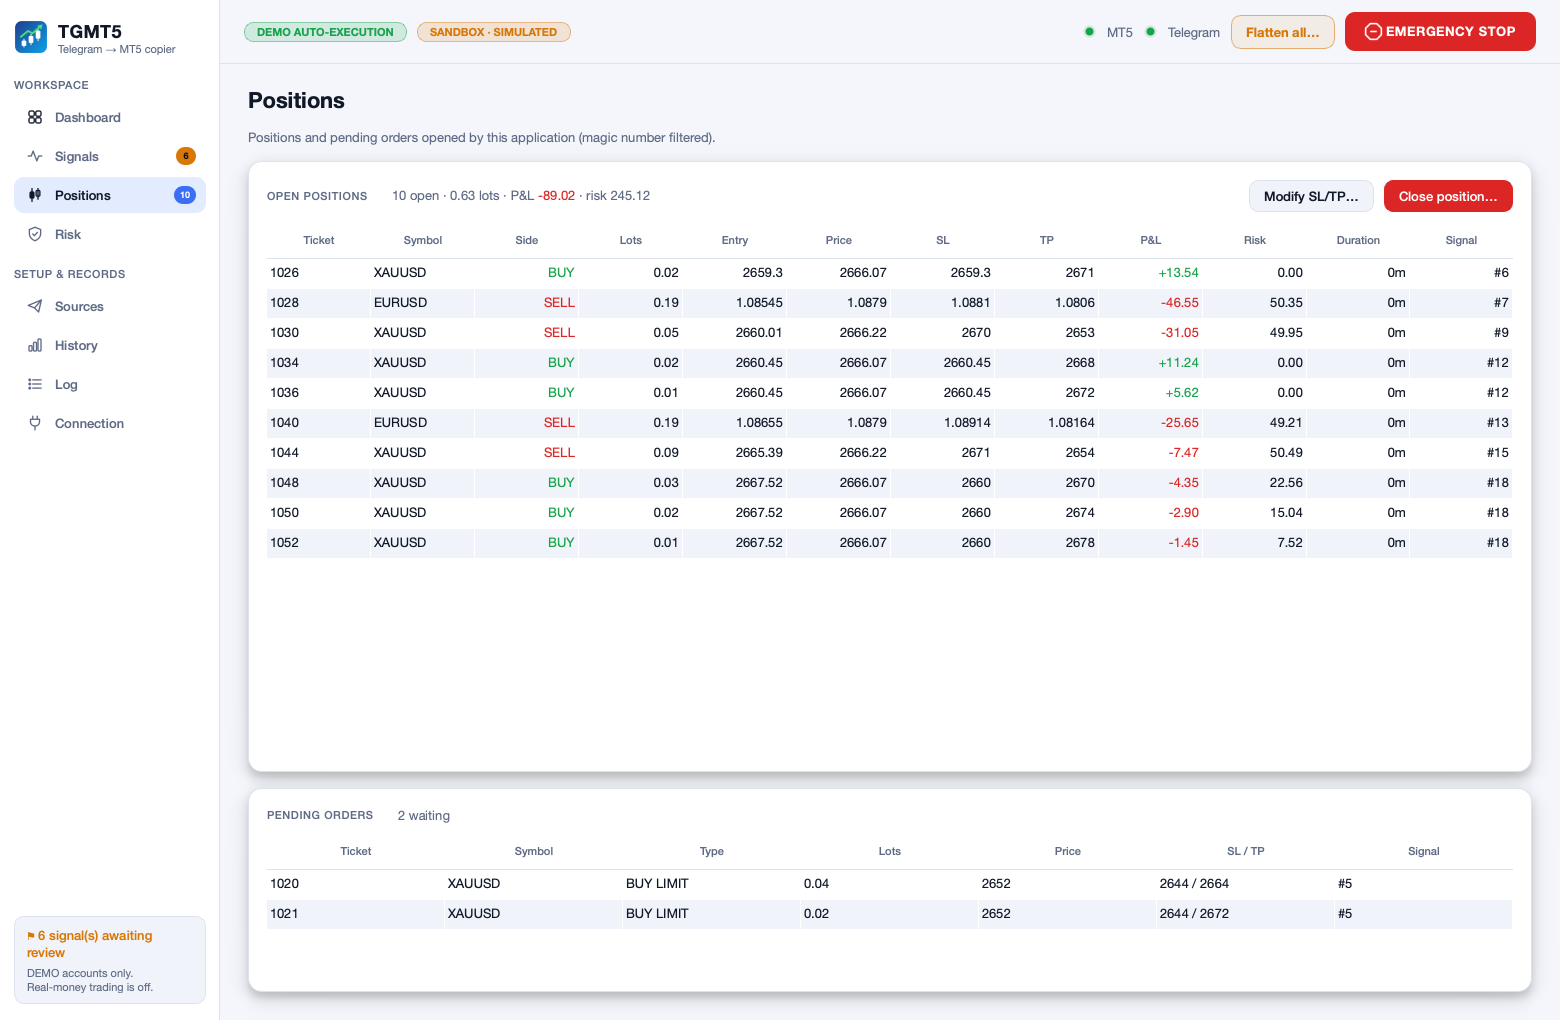 TGMT5
Telegram → MT5 copier
WORKSPACE
Dashboard
Signals 6
Positions 10
Risk
SETUP & RECORDS
Sources
History
Log
Connection
6 signal(s) awaiting
review
DEMO accounts only.
Real-money trading is off.
DEMO AUTO-EXECUTION SANDBOX · SIMULATED MT5 Telegram Flatten all... EMERGENCY STOP
Positions
Positions and pending orders opened by this application (magic number filtered).
OPEN POSITIONS 10 open · 0.63 lots · P&L -89.02 · risk 245.12 Modify SL/TP... Close position...
Ticket Symbol Side Lots Entry Price SL TP P&L Risk Duration Signal
1026 XAUUSD BUY 0.02 2659.3 2666.07 2659.3 2671 +13.54 0.00 0m #6
1028 EURUSD SELL 0.19 1.08545 1.0879 1.0881 1.0806 -46.55 50.35 0m #7
1030 XAUUSD SELL 0.05 2660.01 2666.22 2670 2653 -31.05 49.95 0m #9
1034 XAUUSD BUY 0.02 2660.45 2666.07 2660.45 2668 +11.24 0.00 0m #12
1036 XAUUSD BUY 0.01 2660.45 2666.07 2660.45 2672 +5.62 0.00 0m #12
1040 EURUSD SELL 0.19 1.08655 1.0879 1.08914 1.08164 -25.65 49.21 0m #13
1044 XAUUSD SELL 0.09 2665.39 2666.22 2671 2654 -7.47 50.49 0m #15
1048 XAUUSD BUY 0.03 2667.52 2666.07 2660 2670 -4.35 22.56 0m #18
1050 XAUUSD BUY 0.02 2667.52 2666.07 2660 2674 -2.90 15.04 0m #18
1052 XAUUSD BUY 0.01 2667.52 2666.07 2660 2678 -1.45 7.52 0m #18
PENDING ORDERS 2 waiting
Ticket Symbol Type Lots Price SL / TP Signal
1020 XAUUSD BUY LIMIT 0.04 2652 2644 / 2664 #5
1021 XAUUSD BUY LIMIT 0.02 2652 2644 / 2672 #5